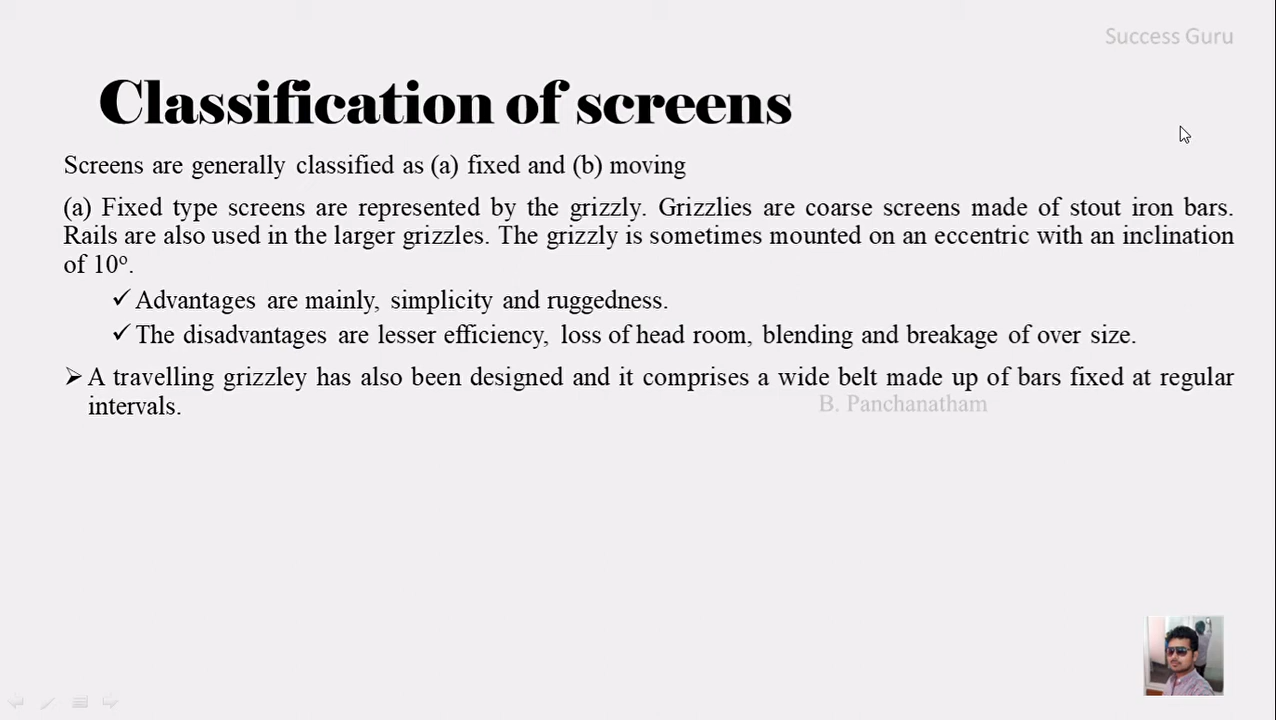 Success Guru
Classification of screens
Screens are generally classified as (a) fixed and (b) moving
(a) Fixed type screens are represented by the grizzly. Grizzlies are coarse screens made of stout iron bars.
Rails are also used in the larger grizzles. The grizzly is sometimes mounted on an eccentric with an inclination
of 10º.
✓ Advantages are mainly, simplicity and ruggedness.
✓ The disadvantages are lesser efficiency, loss of head room, blending and breakage of over size.
➢ A travelling grizzley has also been designed and it comprises a wide belt made up of bars fixed at regular
intervals.
B. Panchanatham